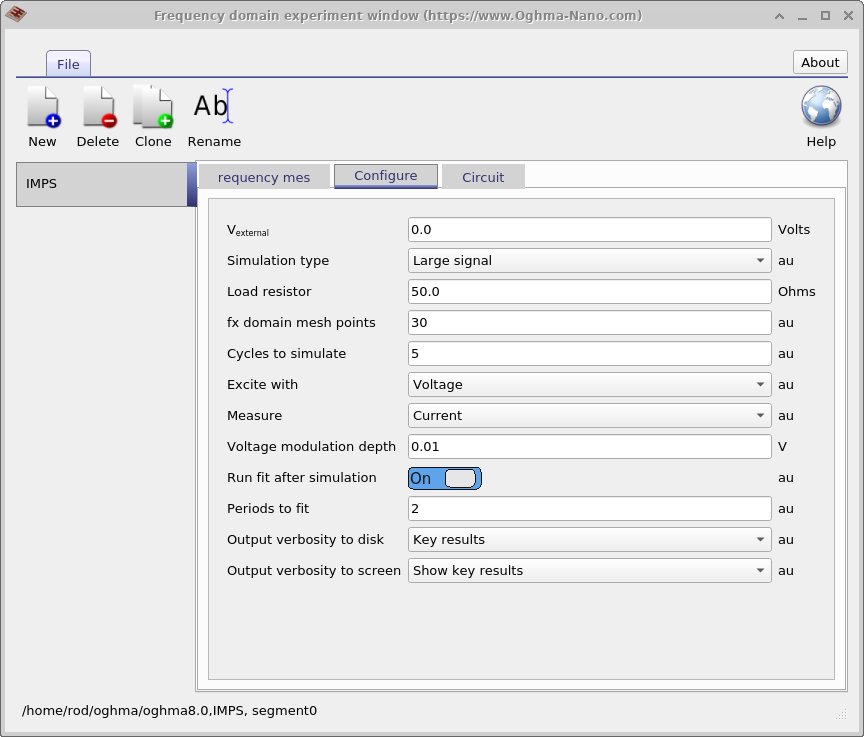 Frequency domain experiment window (https://www.Oghma-Nano.com)
File
About
New
Delete
Clone
Ab
Rename
Help
IMPS
requency mes
Configure
Circuit
Vexternal 0.0 Volts
Simulation type Large signal au
Load resistor 50.0 Ohms
fx domain mesh points 30 au
Cycles to simulate 5 au
Excite with Voltage au
Measure Current au
Voltage modulation depth 0.01 V
Run fit after simulation On au
Periods to fit 2 au
Output verbosity to disk Key results au
Output verbosity to screen Show key results au
/home/rod/oghma/oghma8.0,IMPS, segment0